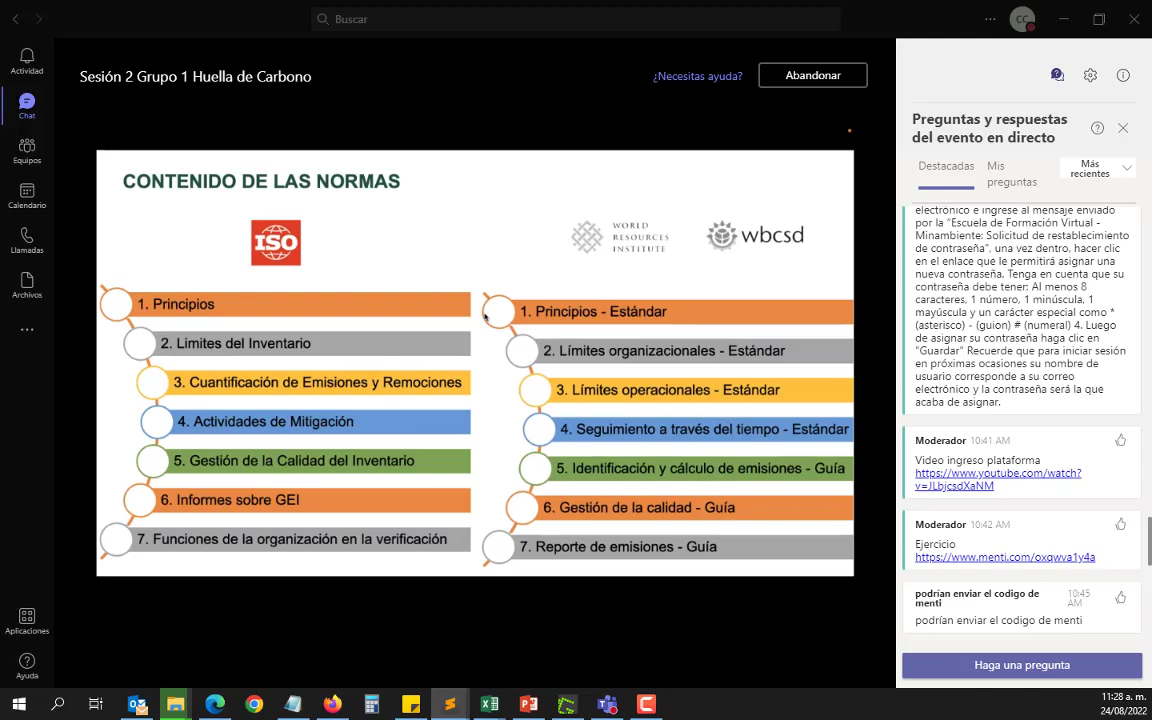 Buscar
CC
Actividad
Chat
Equipos
Calendario
Llamadas
Archivos
Aplicaciones
Ayuda
Sesión 2 Grupo 1 Huella de Carbono
¿Necesitas ayuda?
Abandonar
CONTENIDO DE LAS NORMAS
ISO
1. Principios
2. Limites del Inventario
3. Cuantificación de Emisiones y Remociones
4. Actividades de Mitigación
5. Gestión de la Calidad del Inventario
6. Informes sobre GEI
7. Funciones de la organización en la verificación
WORLD
RESOURCES
INSTITUTE
wbcsd
1. Principios - Estándar
2. Límites organizacionales - Estándar
3. Límites operacionales - Estándar
4. Seguimiento a través del tiempo - Estándar
5. Identificación y cálculo de emisiones - Guía
6. Gestión de la calidad - Guía
7. Reporte de emisiones - Guía
Preguntas y respuestas
del evento en directo
Destacadas
Mis
preguntas
Más
recientes
electrónico e ingrese al mensaje enviado
por la "Escuela de Formación Virtual -
Minambiente: Solicitud de restablecimiento
de contraseña", una vez dentro, hacer clic
en el enlace que le permitirá asignar una
nueva contraseña. Tenga en cuenta que su
contraseña debe tener: Al menos 8
caracteres, 1 número, 1 minúscula, 1
mayúscula y un carácter especial como *
(asterisco) - (guion) # (numeral) 4. Luego
de asignar su contraseña haga clic en
"Guardar" Recuerde que para iniciar sesión
en próximas ocasiones su nombre de
usuario corresponde a su correo
electrónico y la contraseña será la que
acaba de asignar.
Moderador 10:41 AM
Video ingreso plataforma
https://www.youtube.com/watch?
v=JLbjcsdXaNM
Moderador 10:42 AM
Ejercicio
https://www.menti.com/oxqwva1y4a
podrían enviar el codigo de
menti
10:45
AM
podrían enviar el codigo de menti
Haga una pregunta
11:28 a. m.
24/08/2022